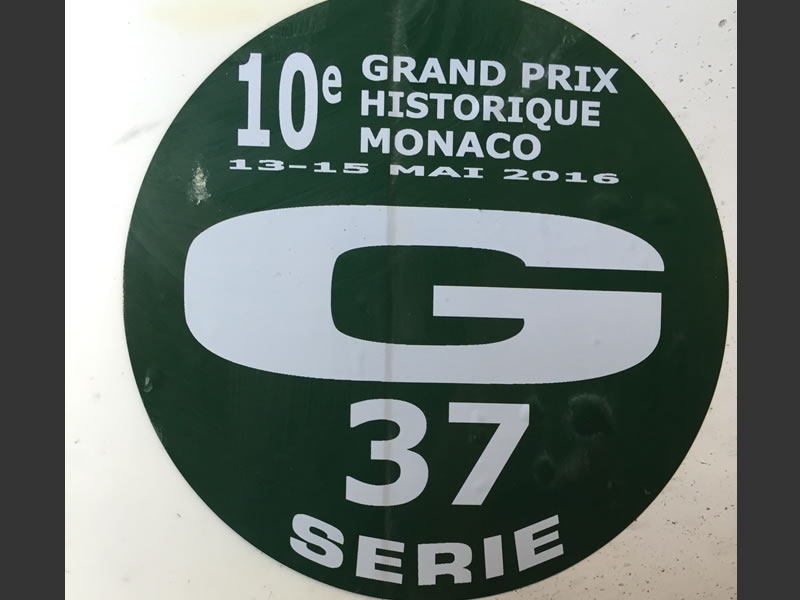 10e GRAND PRIX
HISTORIQUE
MONACO
13-15 MAI 2016
G
37
SERIE